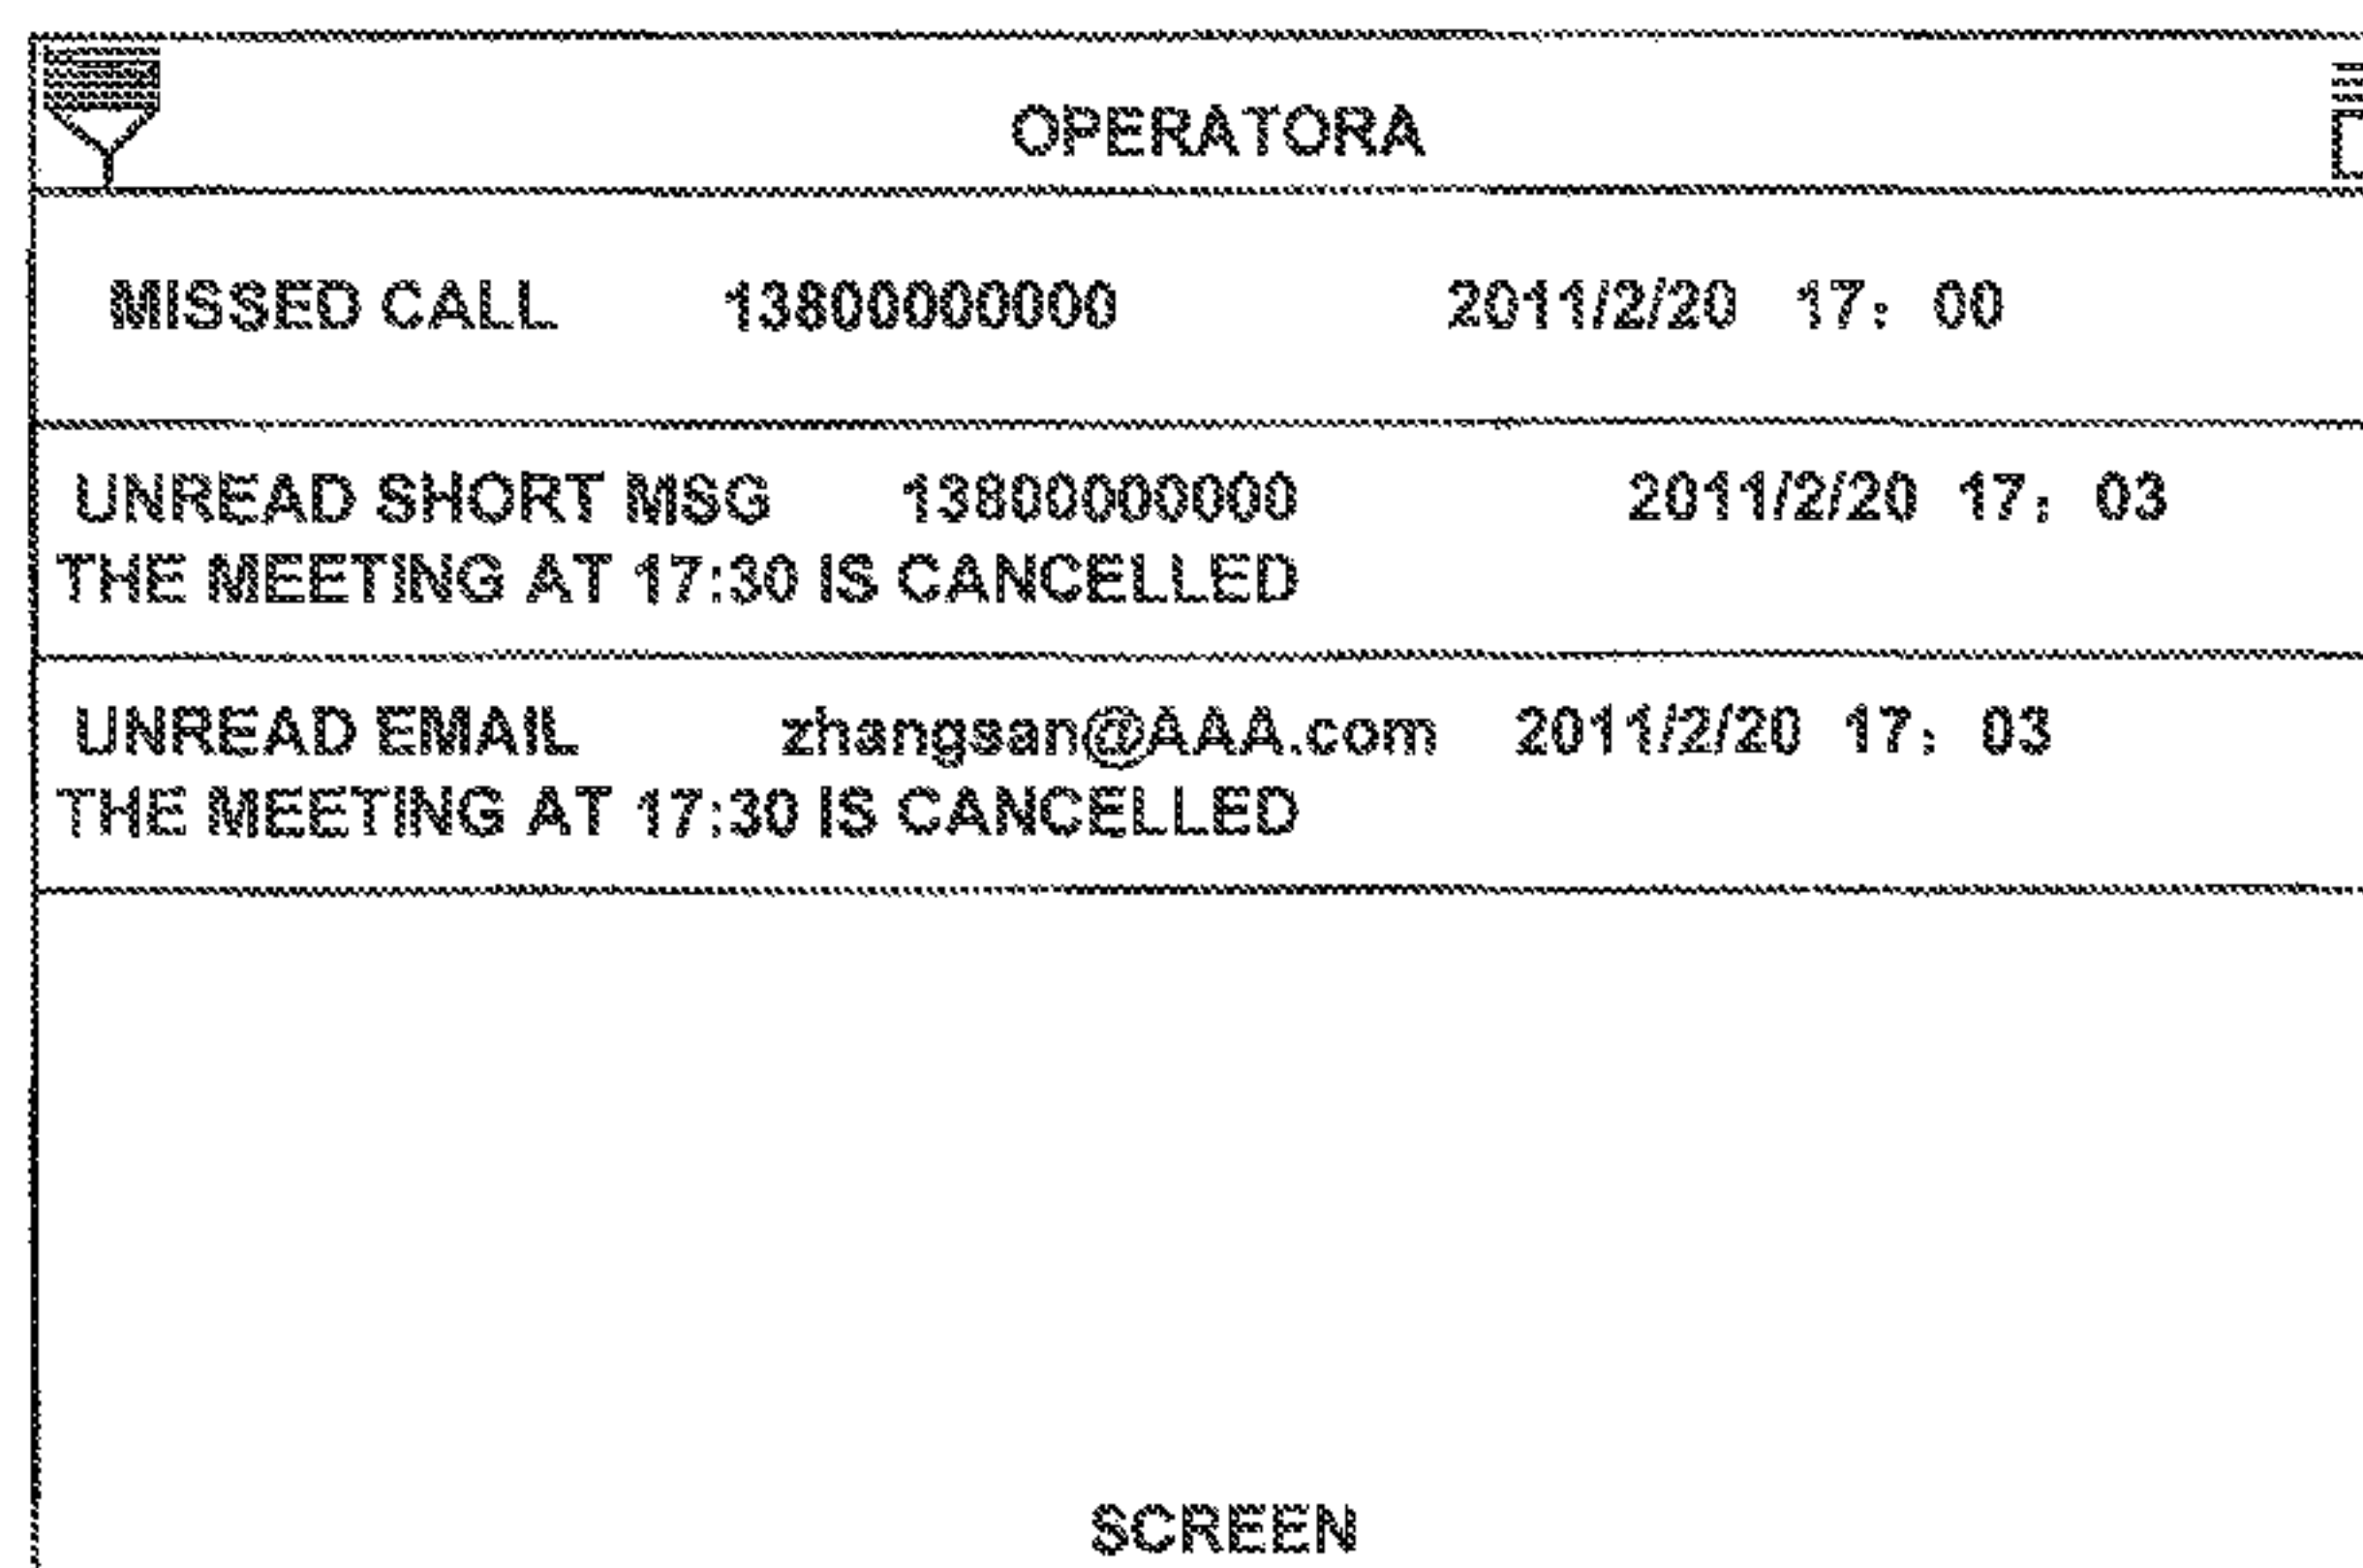 OPERATORA
MISSED CALL 13800000000 2011/2/20 17: 00
UNREAD SHORT MSG 13800000000 2011/2/20 17: 03
THE MEETING AT 17:30 IS CANCELLED
UNREAD EMAIL zhangsan@AAA.com 2011/2/20 17: 03
THE MEETING AT 17:30 IS CANCELLED
SCREEN